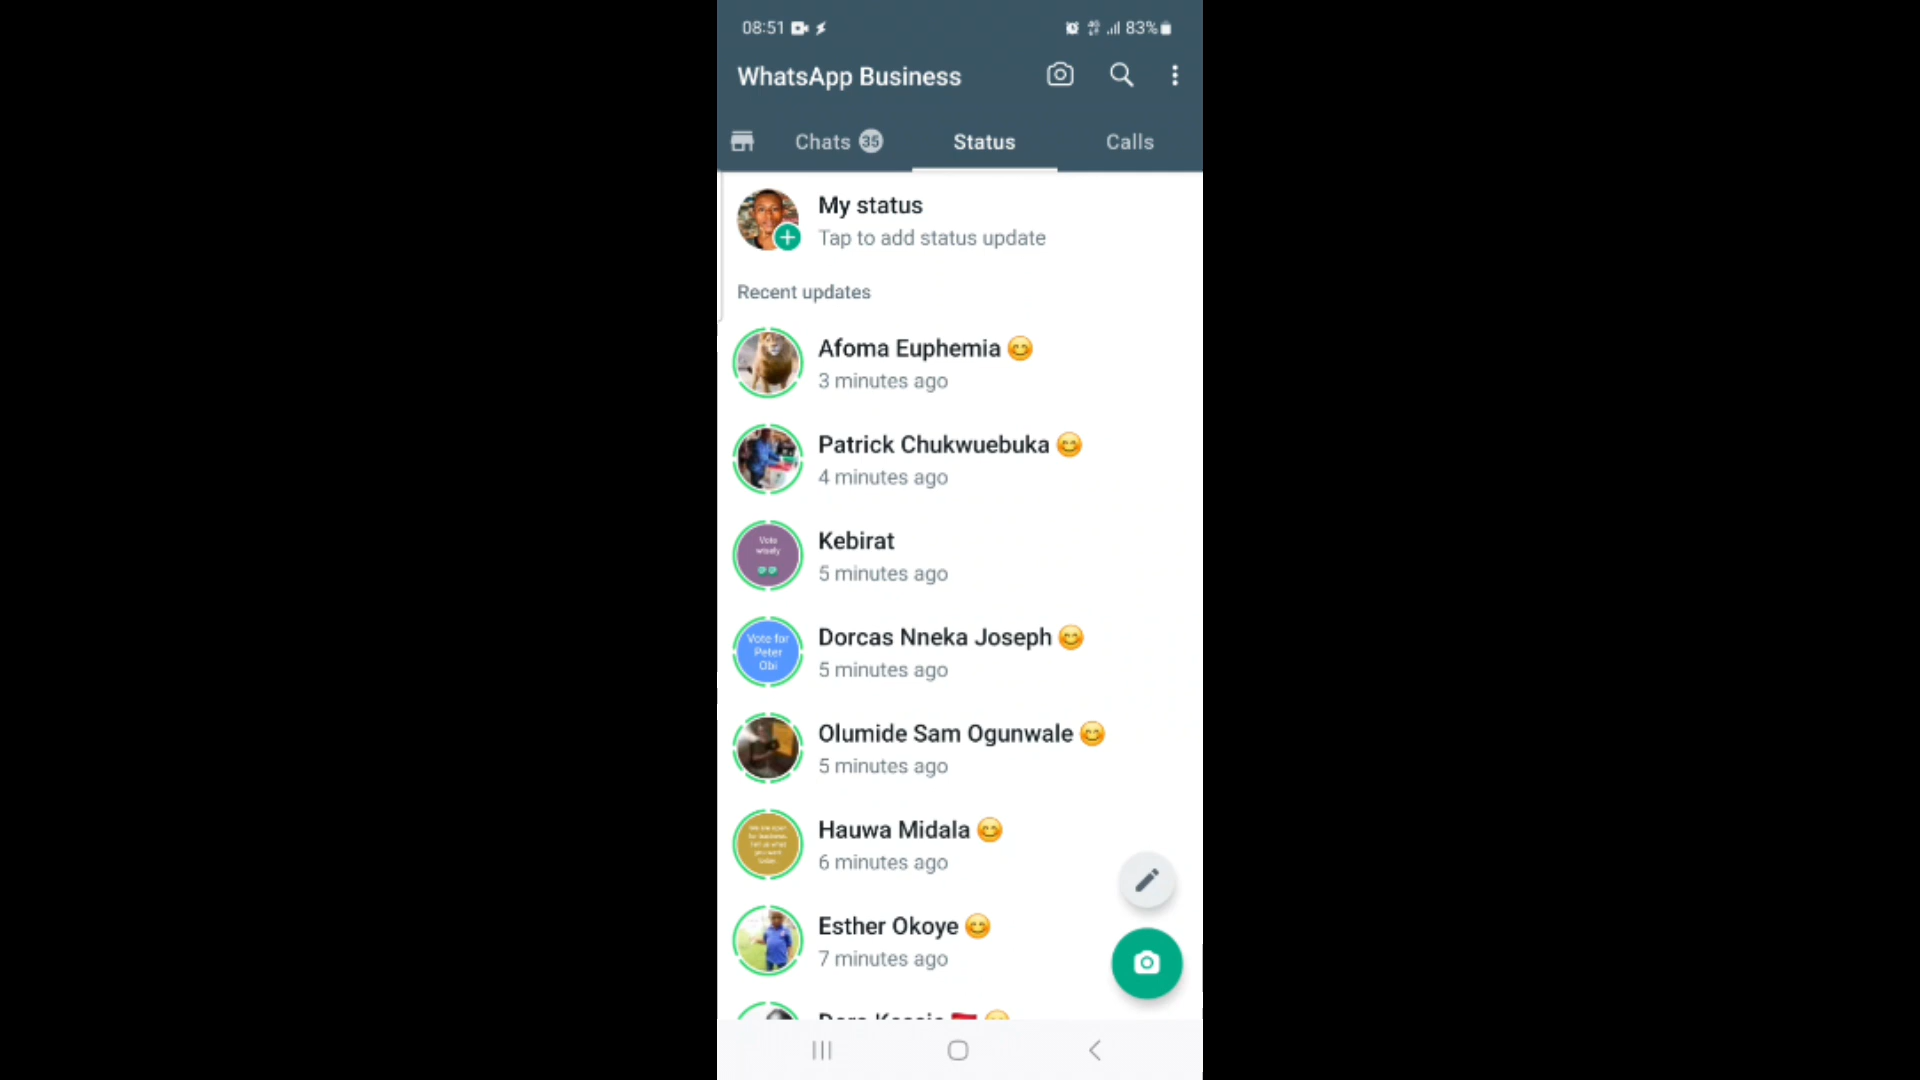 08:51 83%
WhatsApp Business
Chats 35 Status Calls
My status
Tap to add status update
Recent updates
Afoma Euphemia 😊
3 minutes ago
Patrick Chukwuebuka 😊
4 minutes ago
Vote
wisely
Kebirat
5 minutes ago
Vote for
Peter
Obi
Dorcas Nneka Joseph 😊
5 minutes ago
Olumide Sam Ogunwale 😊
5 minutes ago
Hauwa Midala 😊
6 minutes ago
Esther Okoye 😊
7 minutes ago